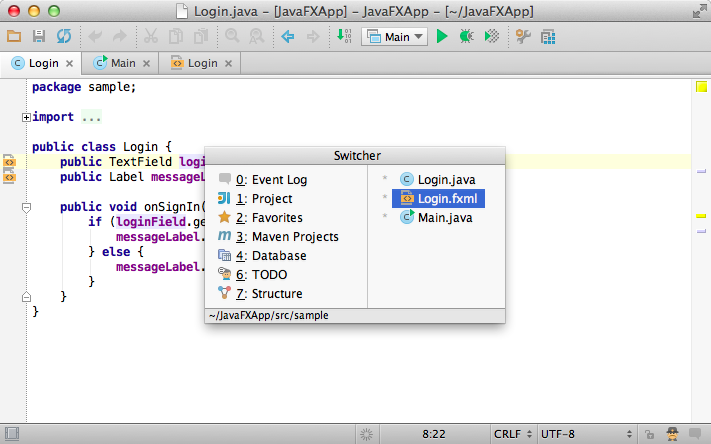 Login.java – [JavaFXApp] – JavaFXApp – [~/JavaFXApp]
Main
Login
Main
Login
package sample;
import ...
public class Login {
public TextField
public Label
public void onSignIn(
if (loginField.
messageLabel.
} else {
messageLabel.
}
}
}
Switcher
0: Event Log
1: Project
2: Favorites
3: Maven Projects
4: Database
6: TODO
7: Structure
* Login.java
* Login.fxml
* Main.java
~/JavaFXApp/src/sample
8:22
CRLF
UTF-8